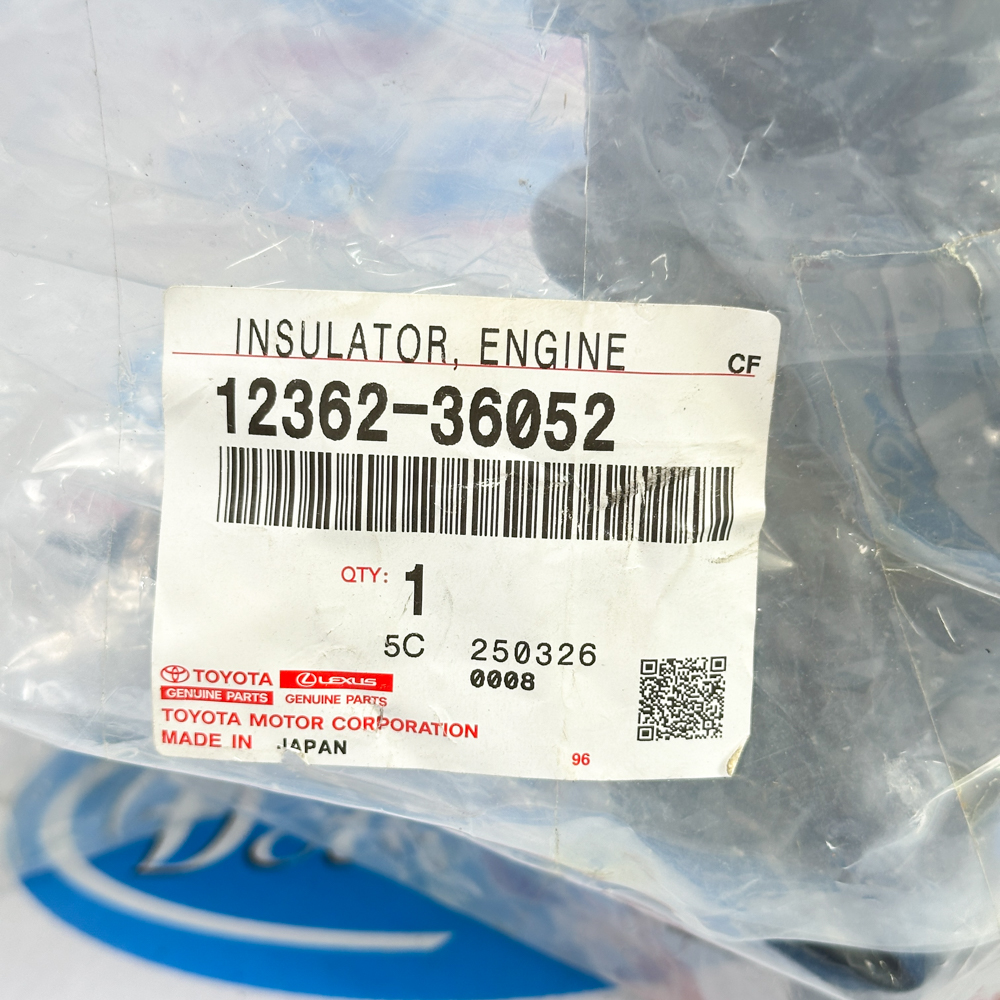 INSULATOR, ENGINE
CF
12362-36052
QTY: 1
5C 250326
0008
TOYOTA LEXUS
GENUINE PARTS GENUINE PARTS
TOYOTA MOTOR CORPORATION
MADE IN JAPAN
96